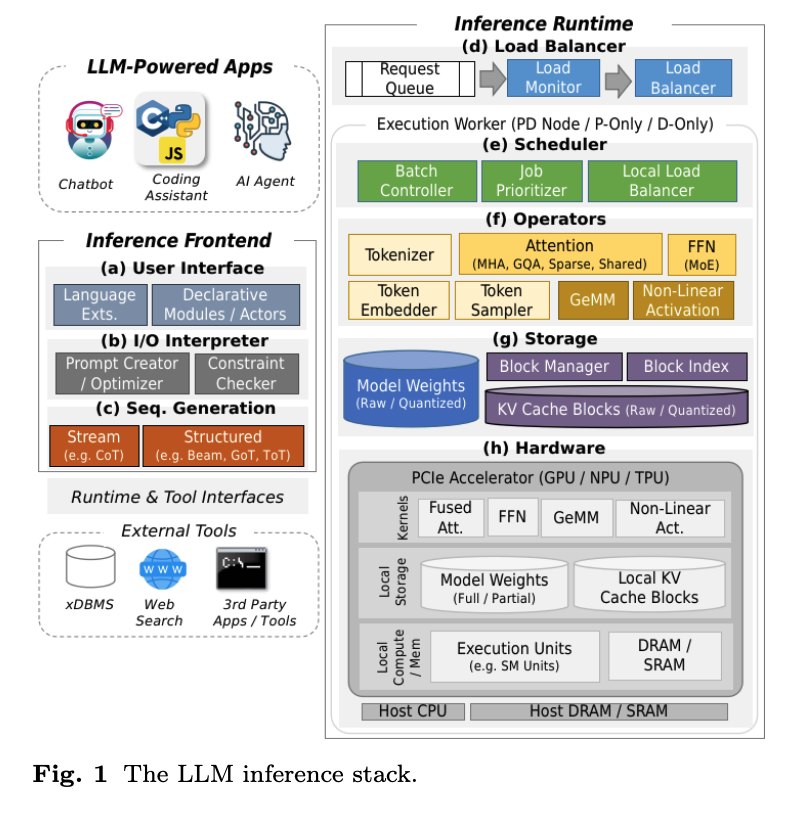 LLM-Powered Apps
JS
Chatbot
Coding
Assistant
AI Agent
Inference Frontend
(a) User Interface
Language
Exts.
Declarative
Modules / Actors
(b) I/O Interpreter
Prompt Creator
/ Optimizer
Constraint
Checker
(c) Seq. Generation
Stream
(e.g. CoT)
Structured
(e.g. Beam, GoT, ToT)
Runtime & Tool Interfaces
External Tools
WWW
C:\_
xDBMS
Web
Search
3rd Party
Apps / Tools
Inference Runtime
(d) Load Balancer
Request
Queue
Load
Monitor
Load
Balancer
Execution Worker (PD Node / P-Only / D-Only)
(e) Scheduler
Batch
Controller
Job
Prioritizer
Local Load
Balancer
(f) Operators
Tokenizer
Attention
(MHA, GQA, Sparse, Shared)
FFN
(MoE)
Token
Embedder
Token
Sampler
GeMM
Non-Linear
Activation
(g) Storage
Model Weights
(Raw / Quantized)
Block Manager
Block Index
KV Cache Blocks (Raw / Quantized)
(h) Hardware
PCIe Accelerator (GPU / NPU / TPU)
Kernels
Fused
Att.
FFN
GeMM
Non-Linear
Act.
Local
Storage
Model Weights
(Full / Partial)
Local KV
Cache Blocks
Local
Compute
/ Mem
Execution Units
(e.g. SM Units)
DRAM /
SRAM
Host CPU
Host DRAM / SRAM
Fig. 1 The LLM inference stack.